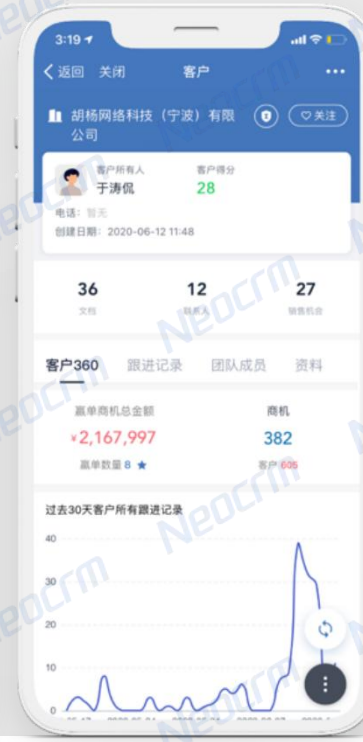 3:19
返回 关闭 客户
胡杨网络科技（宁波）有限
公司
关注
客户所有人 客户得分
于涛侃 28
电话：暂无
创建日期：2020-06-12 11:48
36 12 27
文档 联系人 销售机会
客户360 跟进记录 团队成员 资料
赢单商机总金额 商机
¥2,167,997 382
赢单数量 8 客户 605
过去30天客户所有跟进记录
40
30
20
10
0
Neocrm